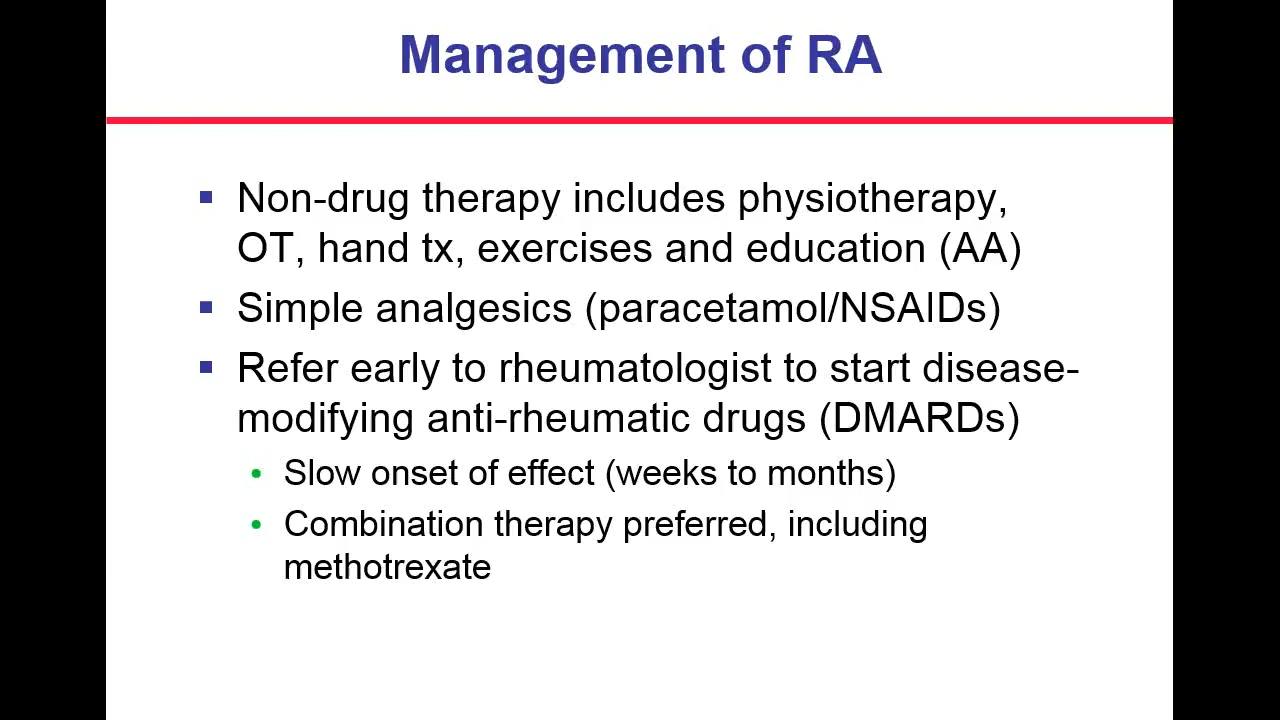 Management of RA
Non-drug therapy includes physiotherapy,
OT, hand tx, exercises and education (AA)
Simple analgesics (paracetamol/NSAIDs)
Refer early to rheumatologist to start disease-
modifying anti-rheumatic drugs (DMARDs)
Slow onset of effect (weeks to months)
Combination therapy preferred, including
methotrexate